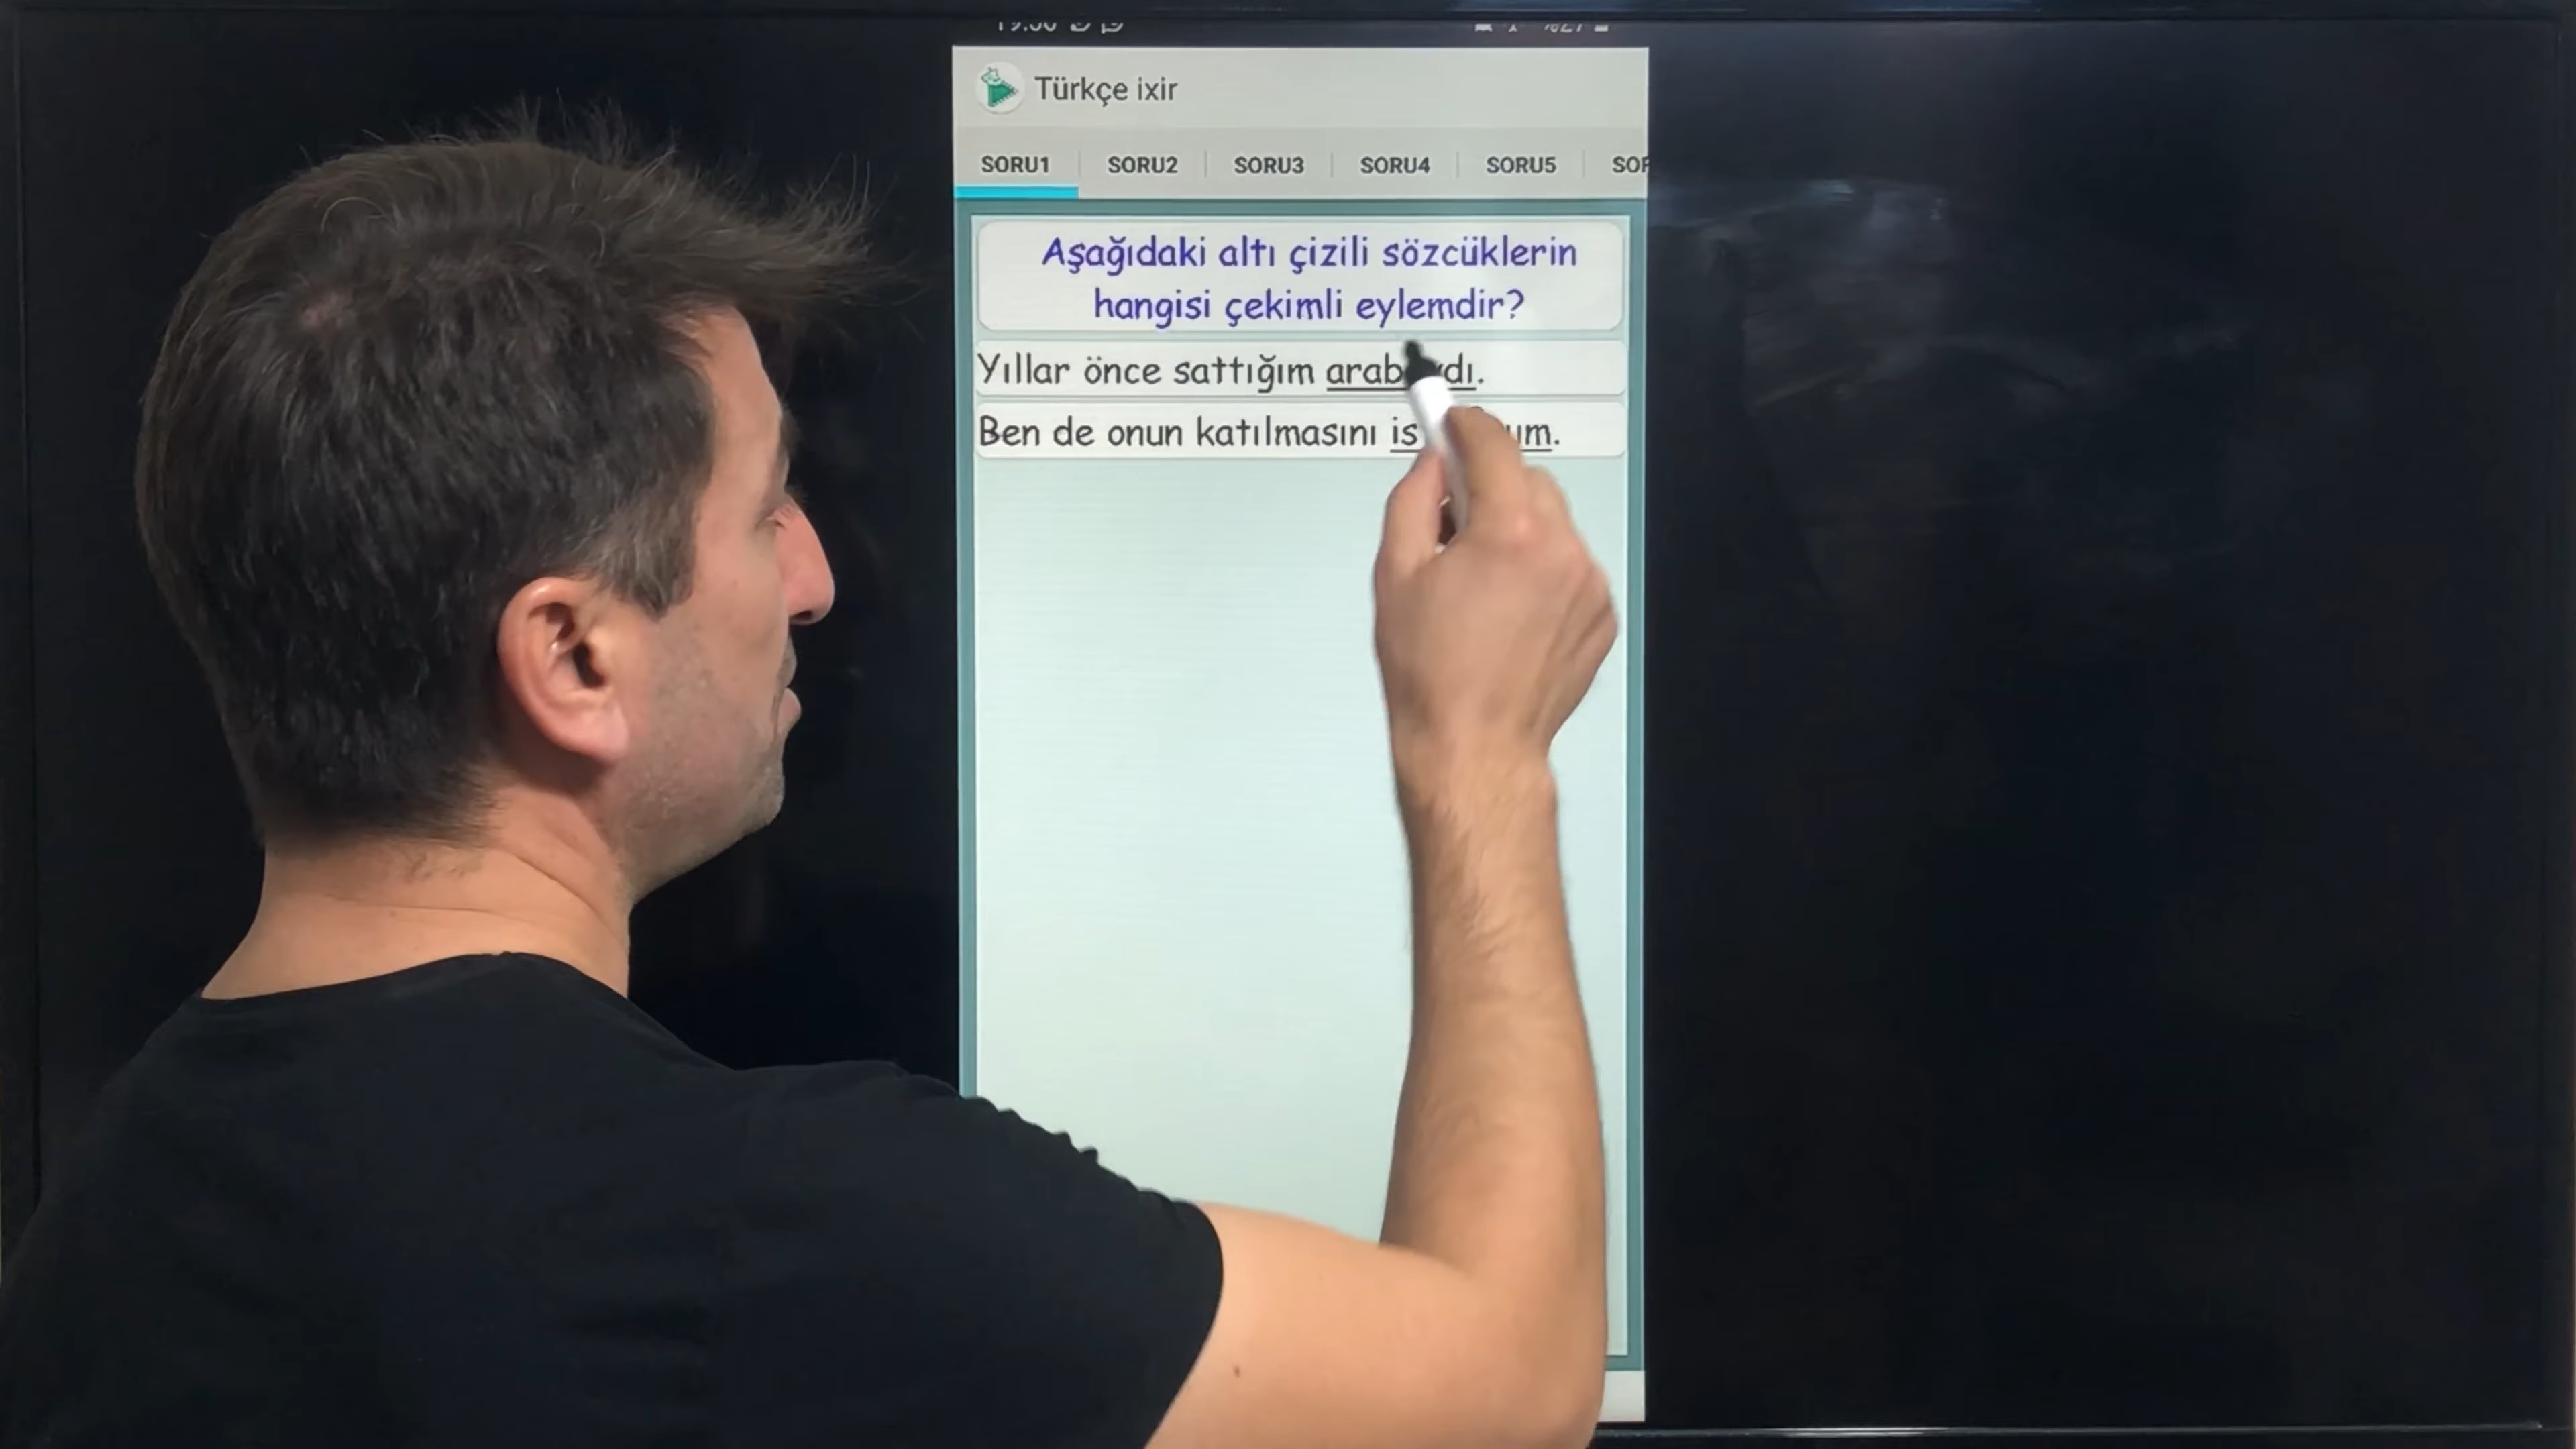 Türkçe ixir
SORU1 SORU2 SORU3 SORU4 SORU5
Aşağıdaki altı çizili sözcüklerin
hangisi çekimli eylemdir?
Yıllar önce sattığım
Ben de onun katılmasını